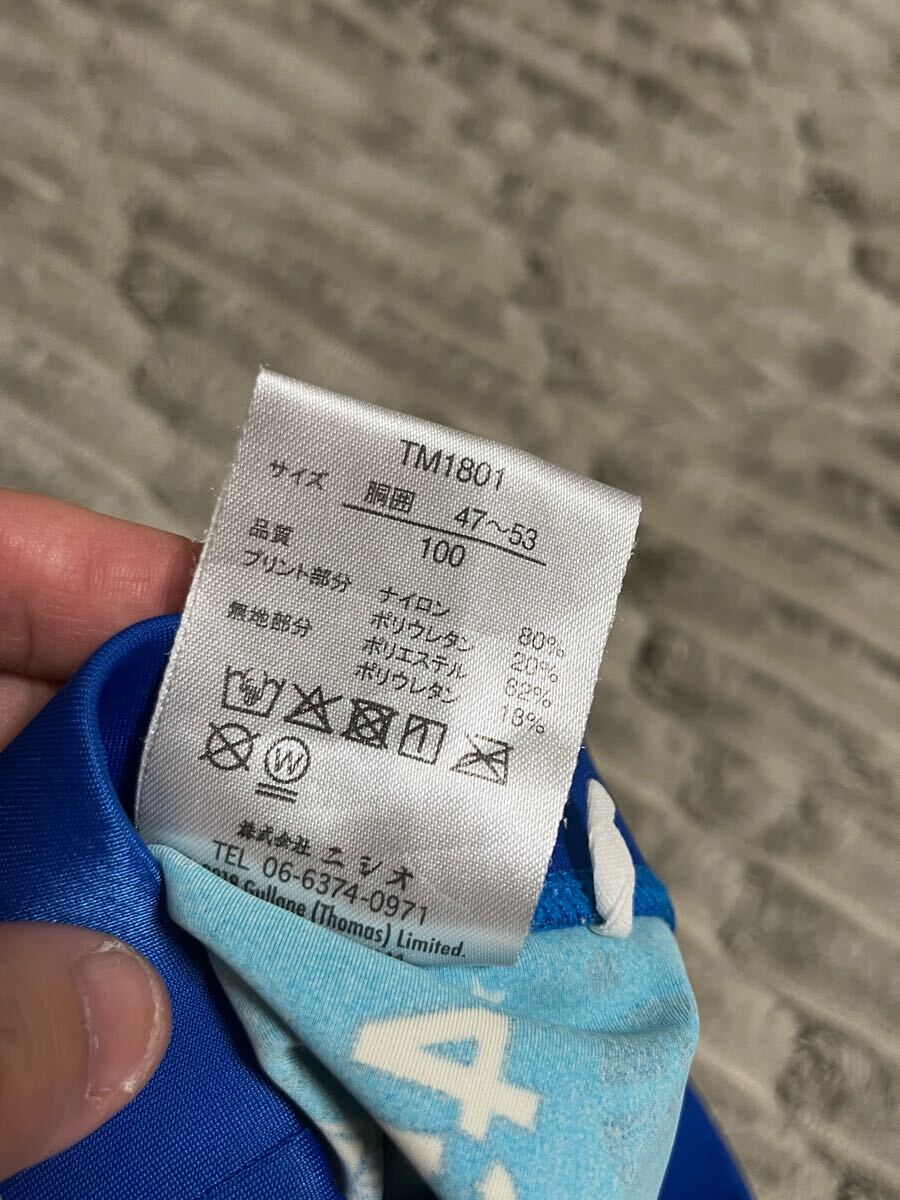 TM1801
サイズ 胴囲 47～53
100
品質
プリント部分 ナイロン 80%
ポリウレタン 20%
無地部分 ポリエステル 82%
ポリウレタン 18%
W
株式会社 ニシオ
TEL 06-6374-0971
Gullane (Thomas) Limited.
4